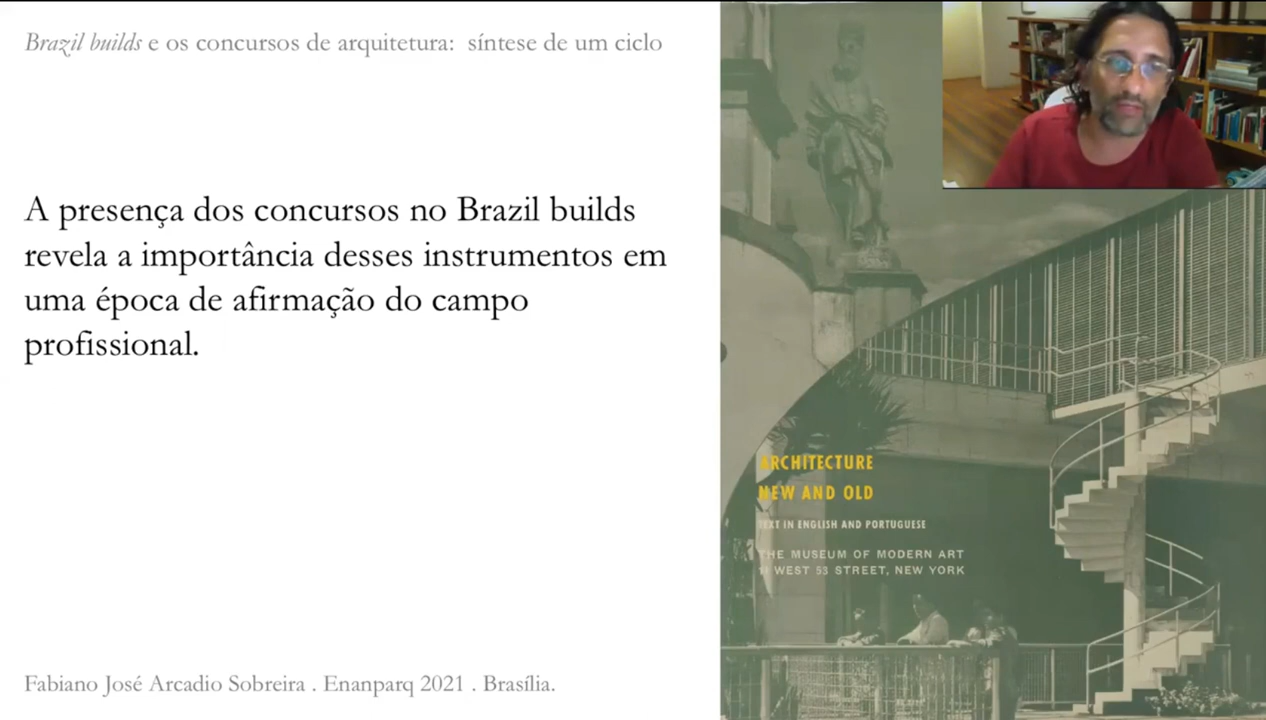 Brazil builds e os concursos de arquitetura: síntese de um ciclo
A presença dos concursos no Brazil builds
revela a importância desses instrumentos em
uma época de afirmação do campo
profissional.
ARCHITECTURE
NEW AND OLD
TEXT IN ENGLISH AND PORTUGUESE
THE MUSEUM OF MODERN ART
11 WEST 53 STREET, NEW YORK
Fabiano José Arcadio Sobreira . Enanparq 2021 . Brasília.